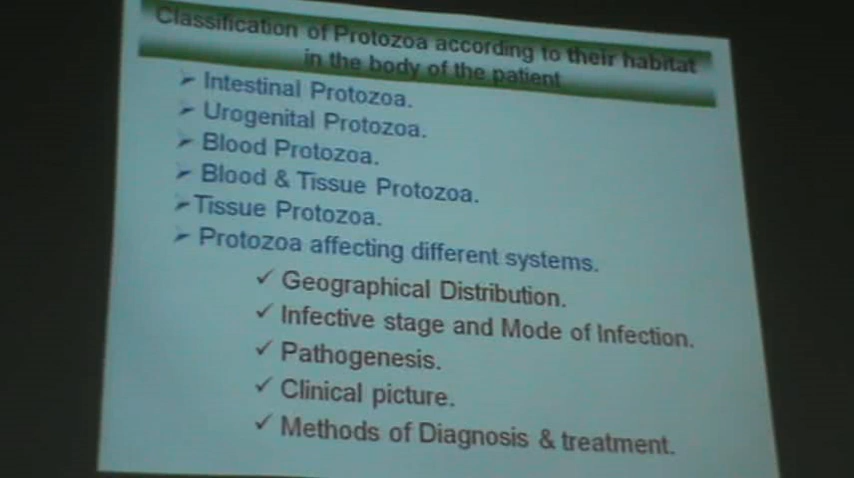 Classification of Protozoa according to their habitat
in the body of the patient
➢ Intestinal Protozoa.
➢ Urogenital Protozoa.
➢ Blood Protozoa.
➢ Blood & Tissue Protozoa.
➢ Tissue Protozoa.
➢ Protozoa affecting different systems.
✓ Geographical Distribution.
✓ Infective stage and Mode of Infection.
✓ Pathogenesis.
✓ Clinical picture.
✓ Methods of Diagnosis & treatment.